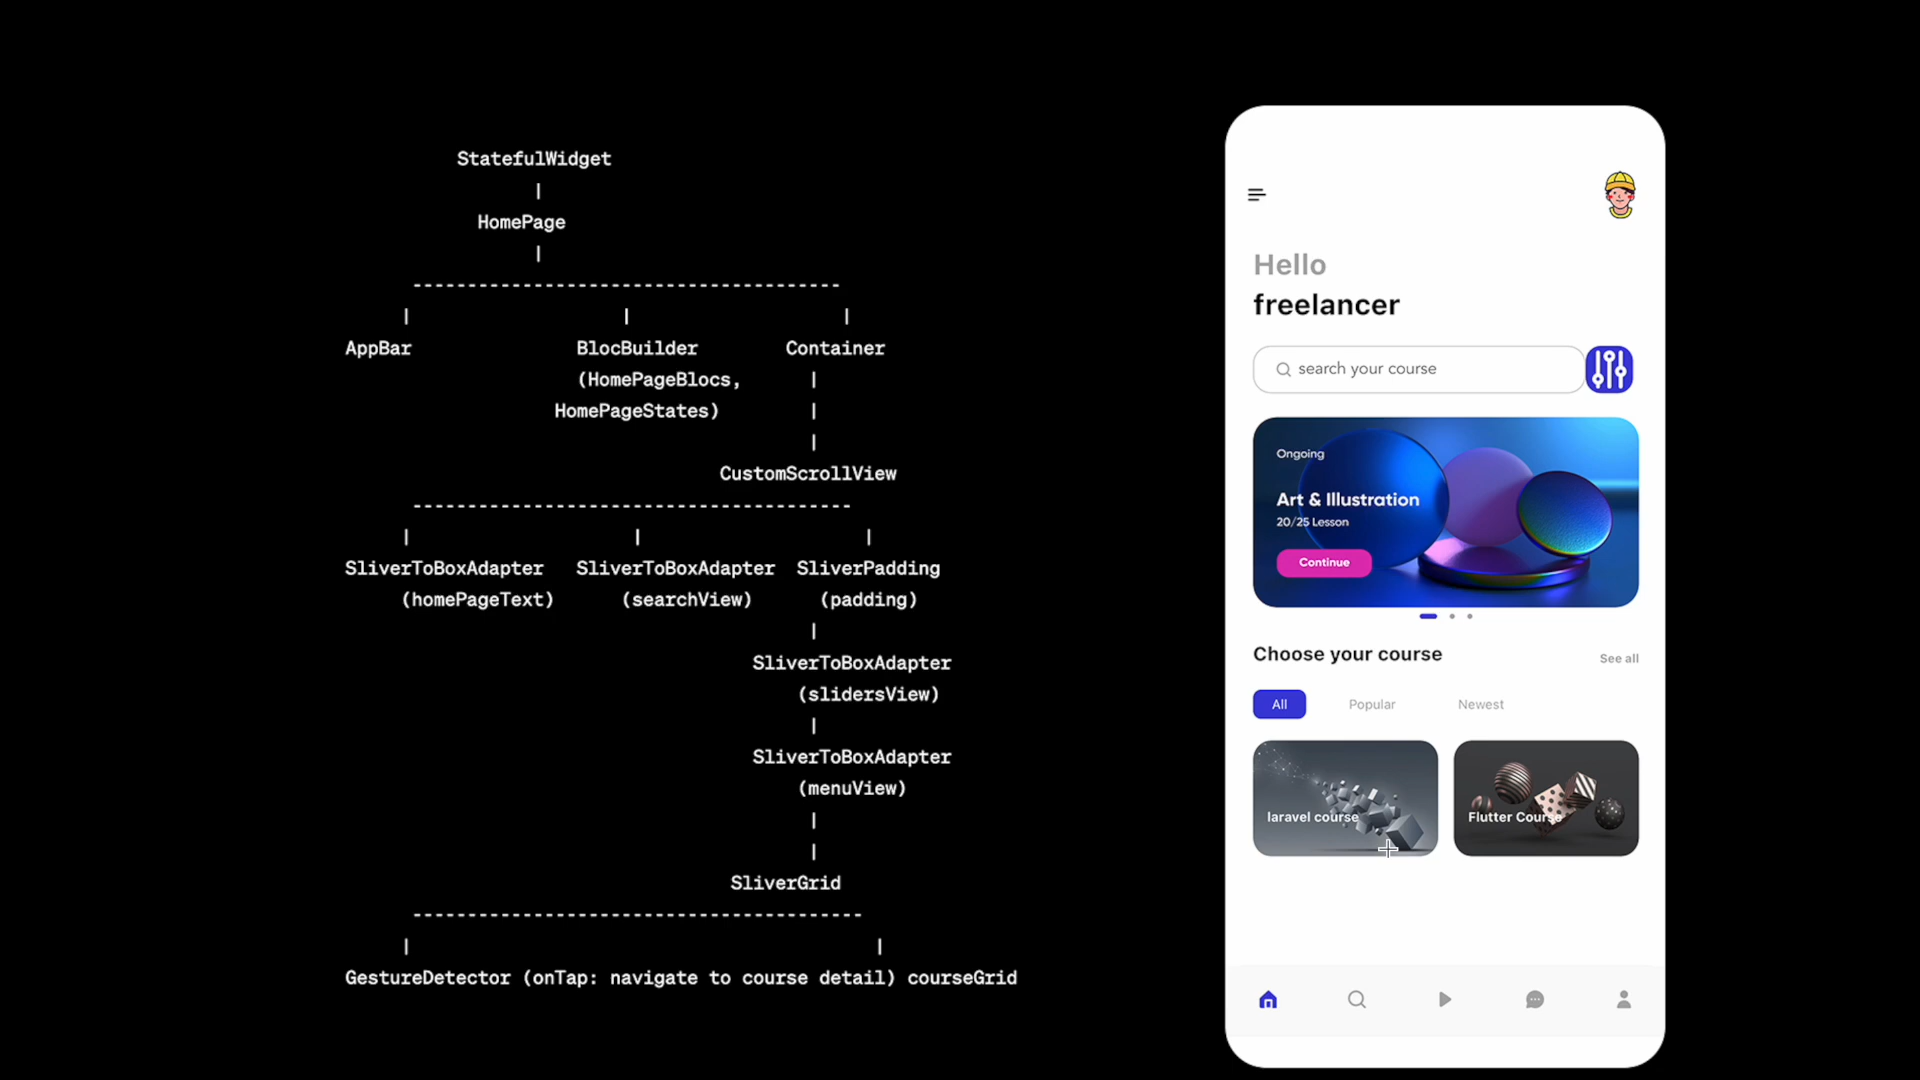 StatefulWidget
|
HomePage
|
---------------------------------------
| | |
AppBar BlocBuilder Container
(HomePageBlocs, |
HomePageStates) |
|
CustomScrollView
----------------------------------------
| | |
SliverToBoxAdapter SliverToBoxAdapter SliverPadding
(homePageText) (searchView) (padding)
|
SliverToBoxAdapter
(slidersView)
|
SliverToBoxAdapter
(menuView)
|
|
SliverGrid
-----------------------------------------
| |
GestureDetector (onTap: navigate to course detail) courseGrid
Hello
freelancer
search your course
Ongoing
Art & Illustration
20/25 Lesson
Continue
Choose your course
See all
All Popular Newest
laravel course
Flutter Course